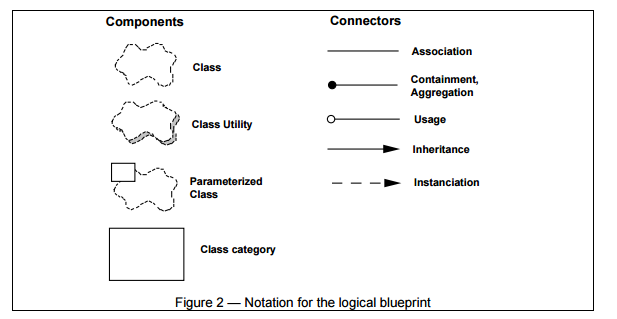 Components
Connectors
Class
Association
Containment,
Aggregation
Class Utility
Usage
Inheritance
Parameterized
Class
Instanciation
Class category
Figure 2 — Notation for the logical blueprint